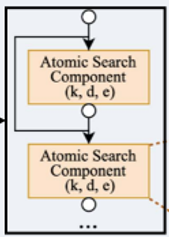 Atomic Search
Component
(k, d, e)
Atomic Search
Component
(k, d, e)
...